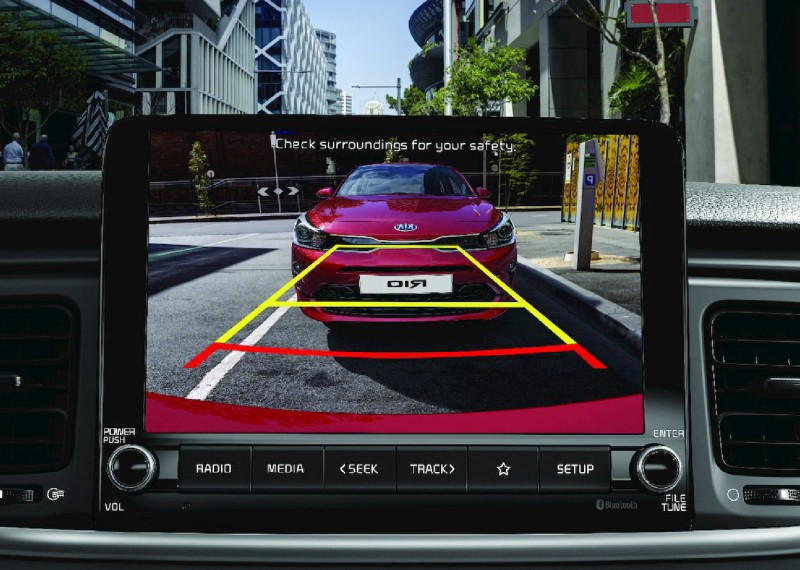 Check surroundings for your safety.
P
KIA
RIO
POWER
PUSH
ENTER
RADIO
MEDIA
<SEEK
TRACK>
☆
SETUP
VOL
Bluetooth
FILE
TUNE